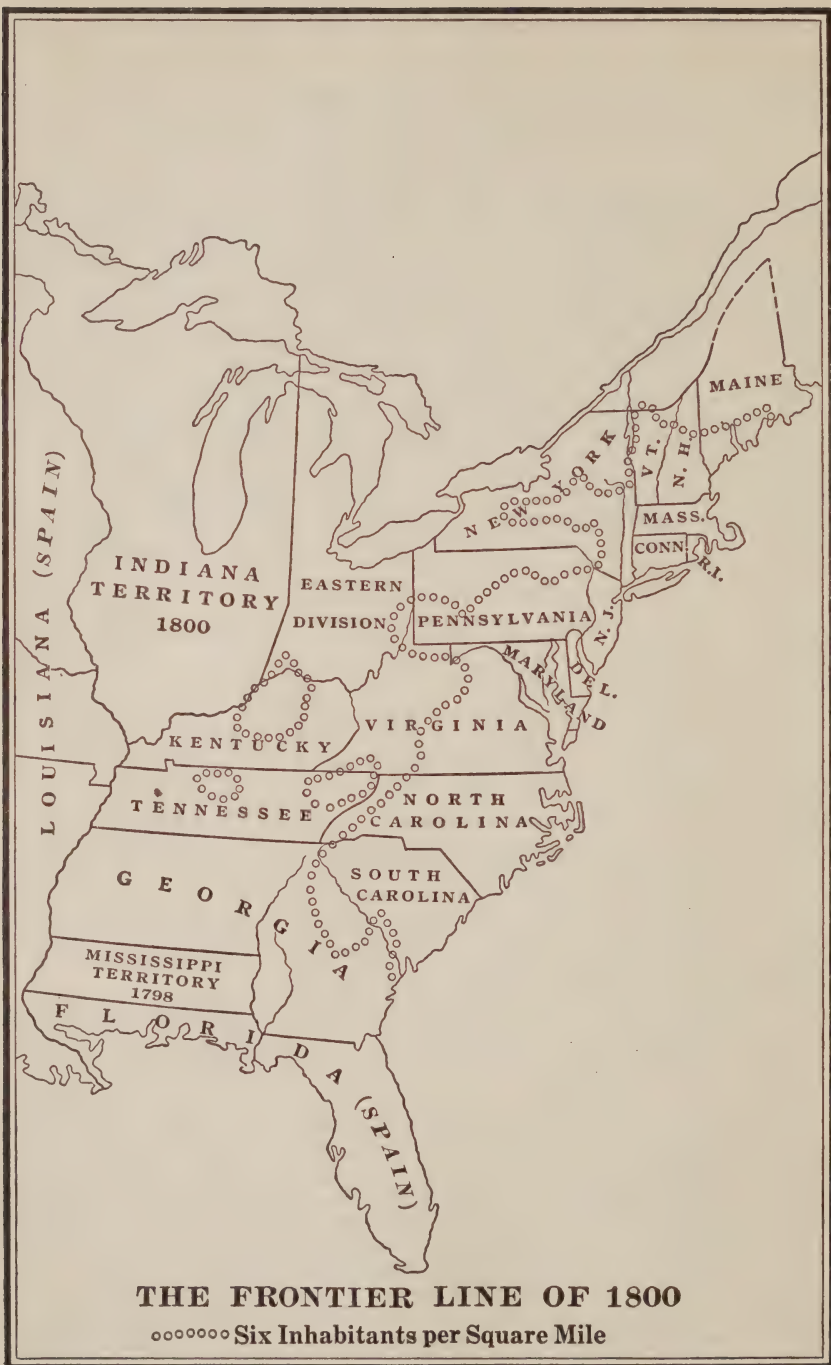 MAINE
VT.
N. H.
NEW YORK
MASS.
CONN
R.I.
LOUISIANA (SPAIN)
INDIANA
TERRITORY
1800
EASTERN
DIVISION
PENNSYLVANIA
N. J.
MARYLAND
DEL.
VIRGINIA
KENTUCKY
TENNESSEE
NORTH
CAROLINA
SOUTH
CAROLINA
GEORGIA
MISSISSIPPI
TERRITORY
1798
FLORIDA (SPAIN)
THE FRONTIER LINE OF 1800
Six Inhabitants per Square Mile